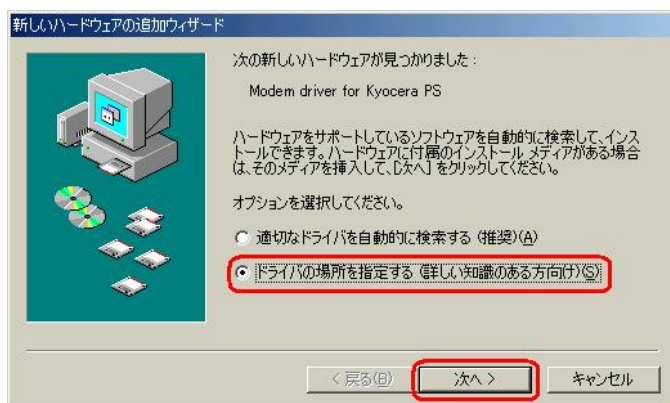 新しいハードウェアの追加ウィザード
次の新しいハードウェアが見つかりました :
Modem driver for Kyocera PS
ハードウェアをサポートしているソフトウェアを自動的に検索して、インス
トールできます。ハードウェアに付属のインストール メディアがある場合
は、そのメディアを挿入して、[次へ] をクリックしてください。
オプションを選択してください。
適切なドライバを自動的に検索する (推奨)(A)
ドライバの場所を指定する (詳しい知識のある方向け)(S)
< 戻る(B) 次へ > キャンセル